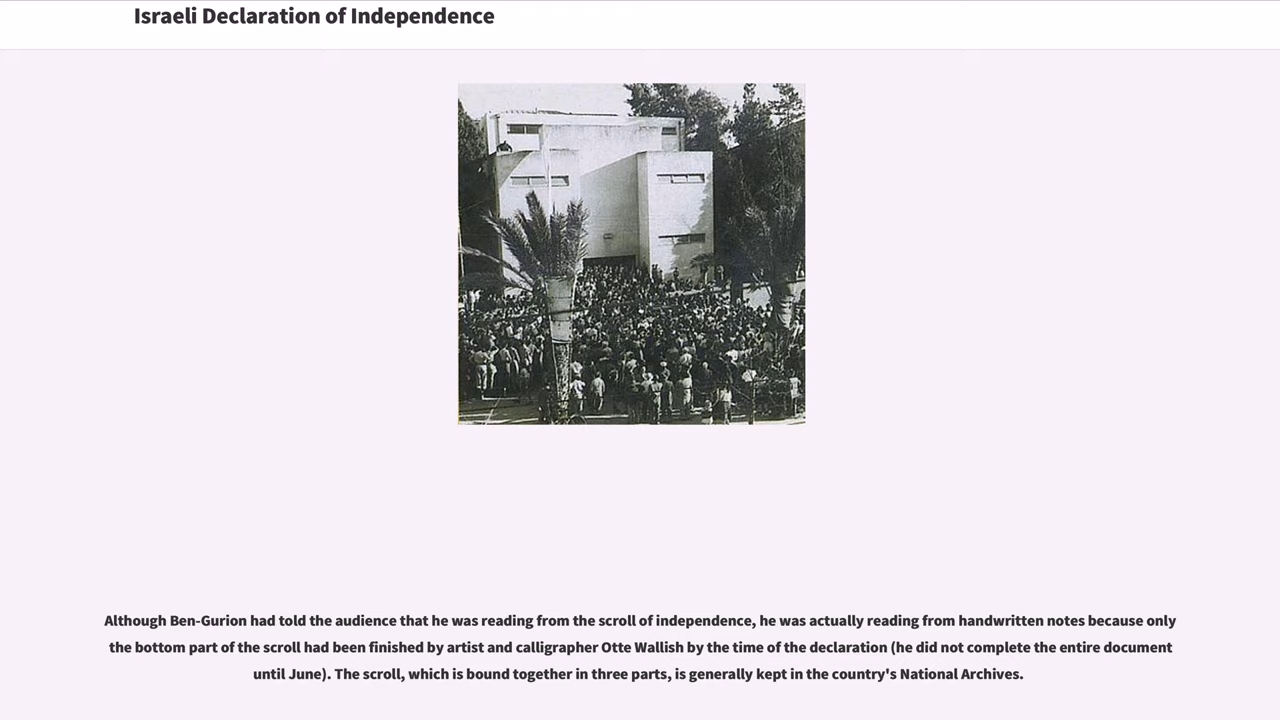 Israeli Declaration of Independence
Although Ben-Gurion had told the audience that he was reading from the scroll of independence, he was actually reading from handwritten notes because only
the bottom part of the scroll had been finished by artist and calligrapher Otte Wallish by the time of the declaration (he did not complete the entire document
until June). The scroll, which is bound together in three parts, is generally kept in the country's National Archives.